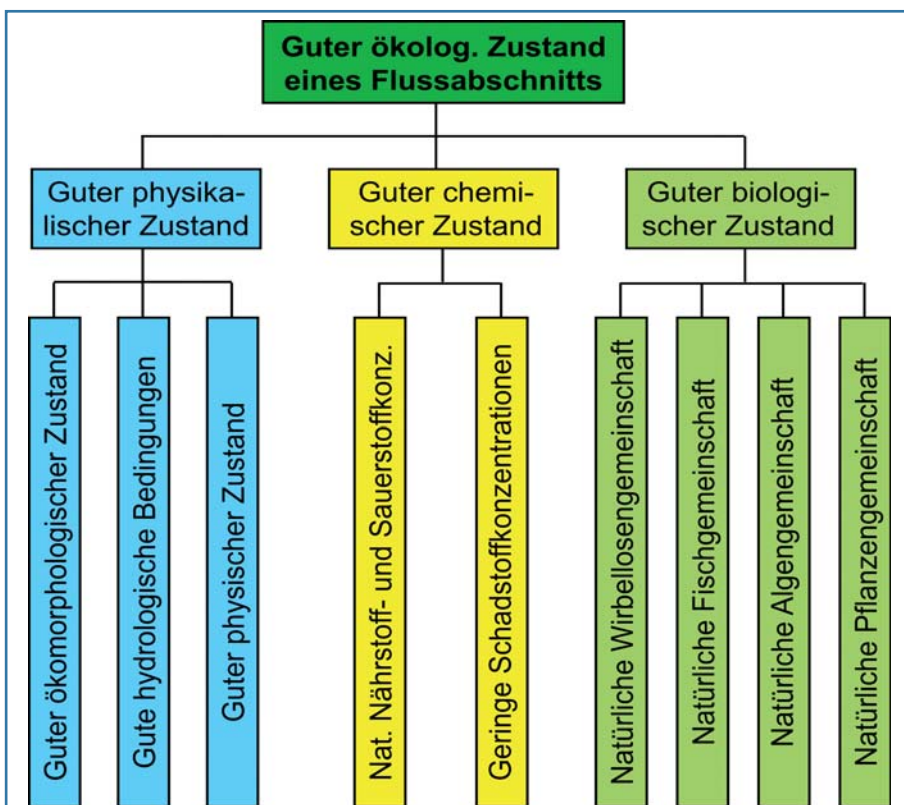 Guter ökolog. Zustand
eines Flussabschnitts
Guter physika-
lischer Zustand
Guter chemi-
scher Zustand
Guter biologi-
scher Zustand
Guter ökomorphologischer Zustand
Gute hydrologische Bedingungen
Guter physischer Zustand
Nat. Nährstoff- und Sauerstoffkonz.
Geringe Schadstoffkonzentrationen
Natürliche Wirbellosengemeinschaft
Natürliche Fischgemeinschaft
Natürliche Algengemeinschaft
Natürliche Pflanzengemeinschaft